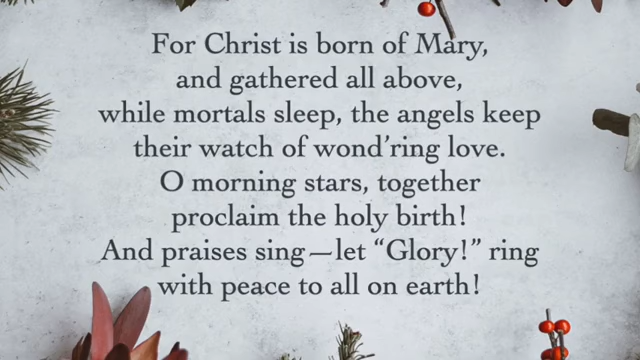 For Christ is born of Mary,
and gathered all above,
while mortals sleep, the angels keep
their watch of wond’ring love.
O morning stars, together
proclaim the holy birth!
And praises sing—let “Glory!” ring
with peace to all on earth!